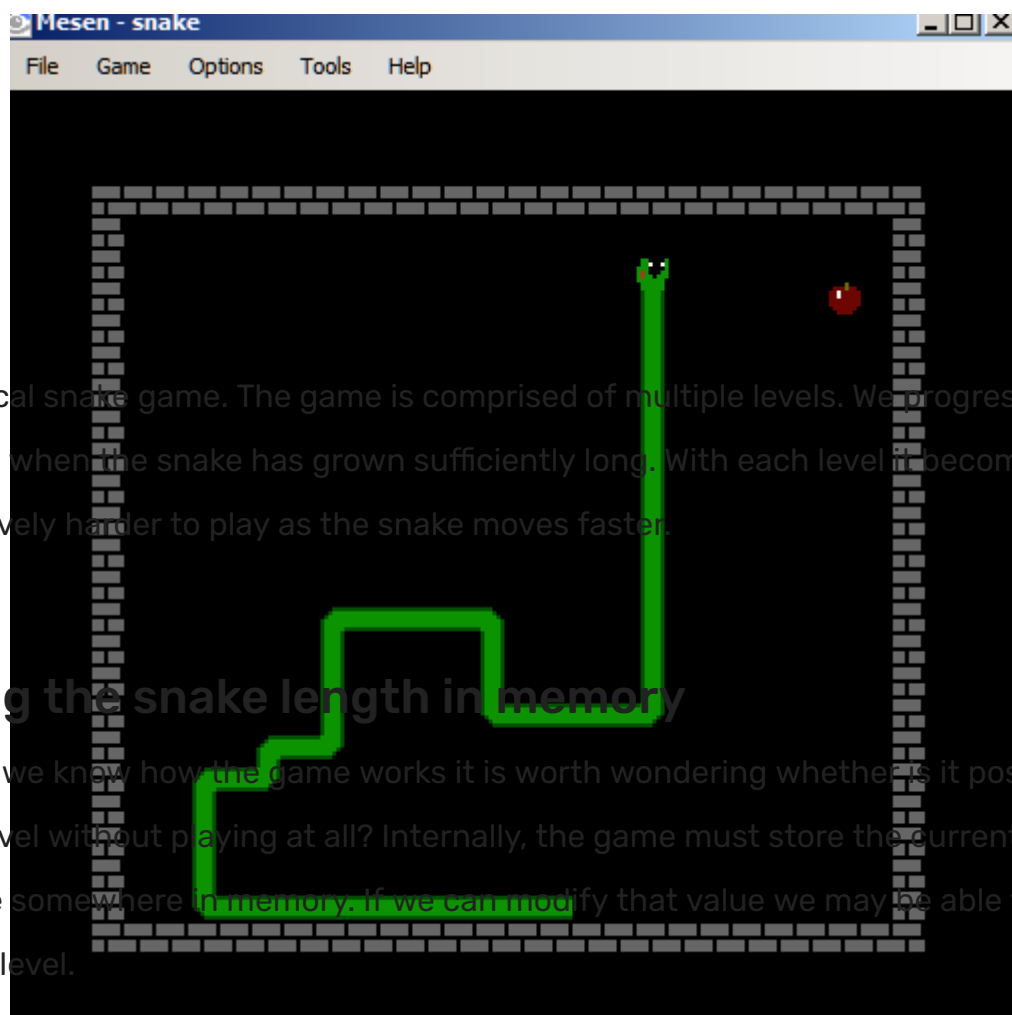 Mesen - snake
File Game Options Tools Help
cal snake game. The game is comprised of multiple levels. We progres
when the snake has grown sufficiently long. With each level it becom
vely harder to play as the snake moves faster.
g the snake length in memory
we know how the game works it is worth wondering whether is it pos
vel without playing at all? Internally, the game must store the current
somewhere in memory. If we can modify that value we may be able
level.